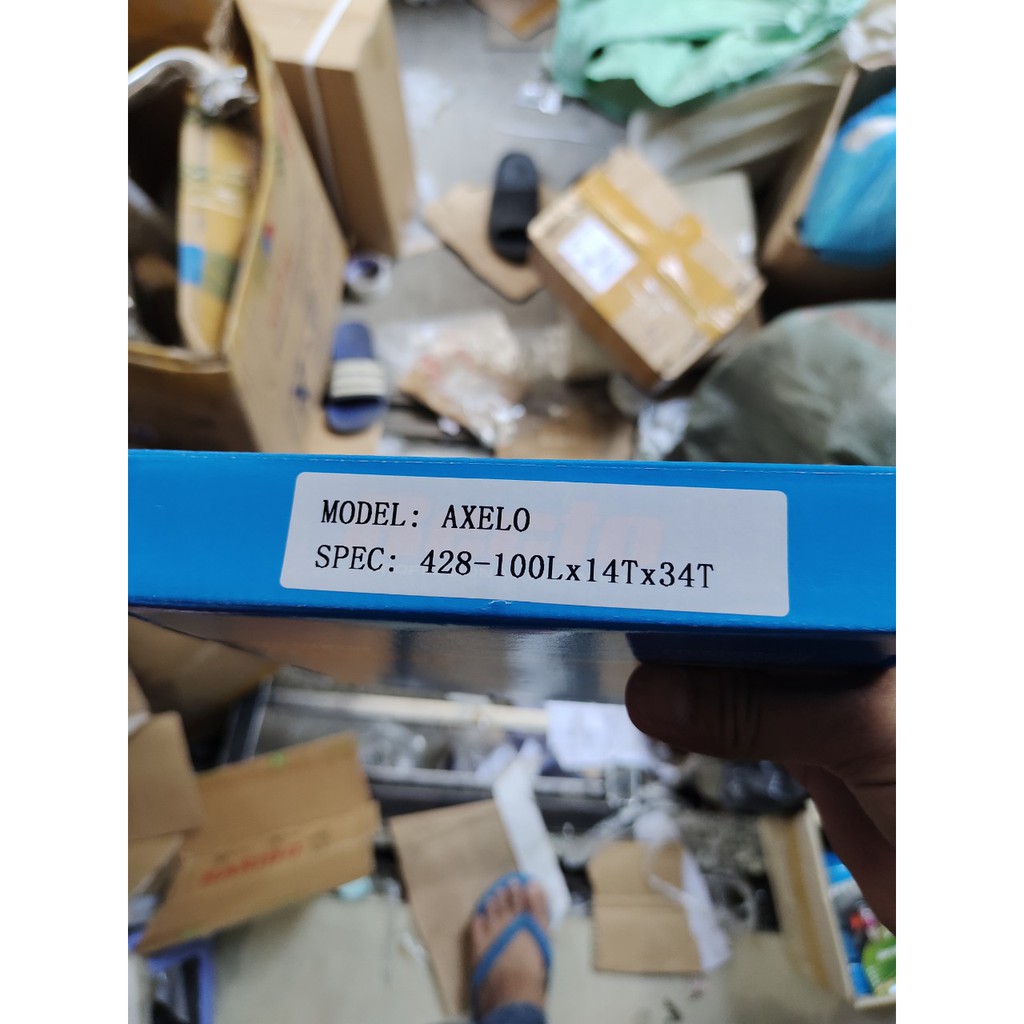 MODEL: AXELO
SPEC: 428-100Lx14Tx34T